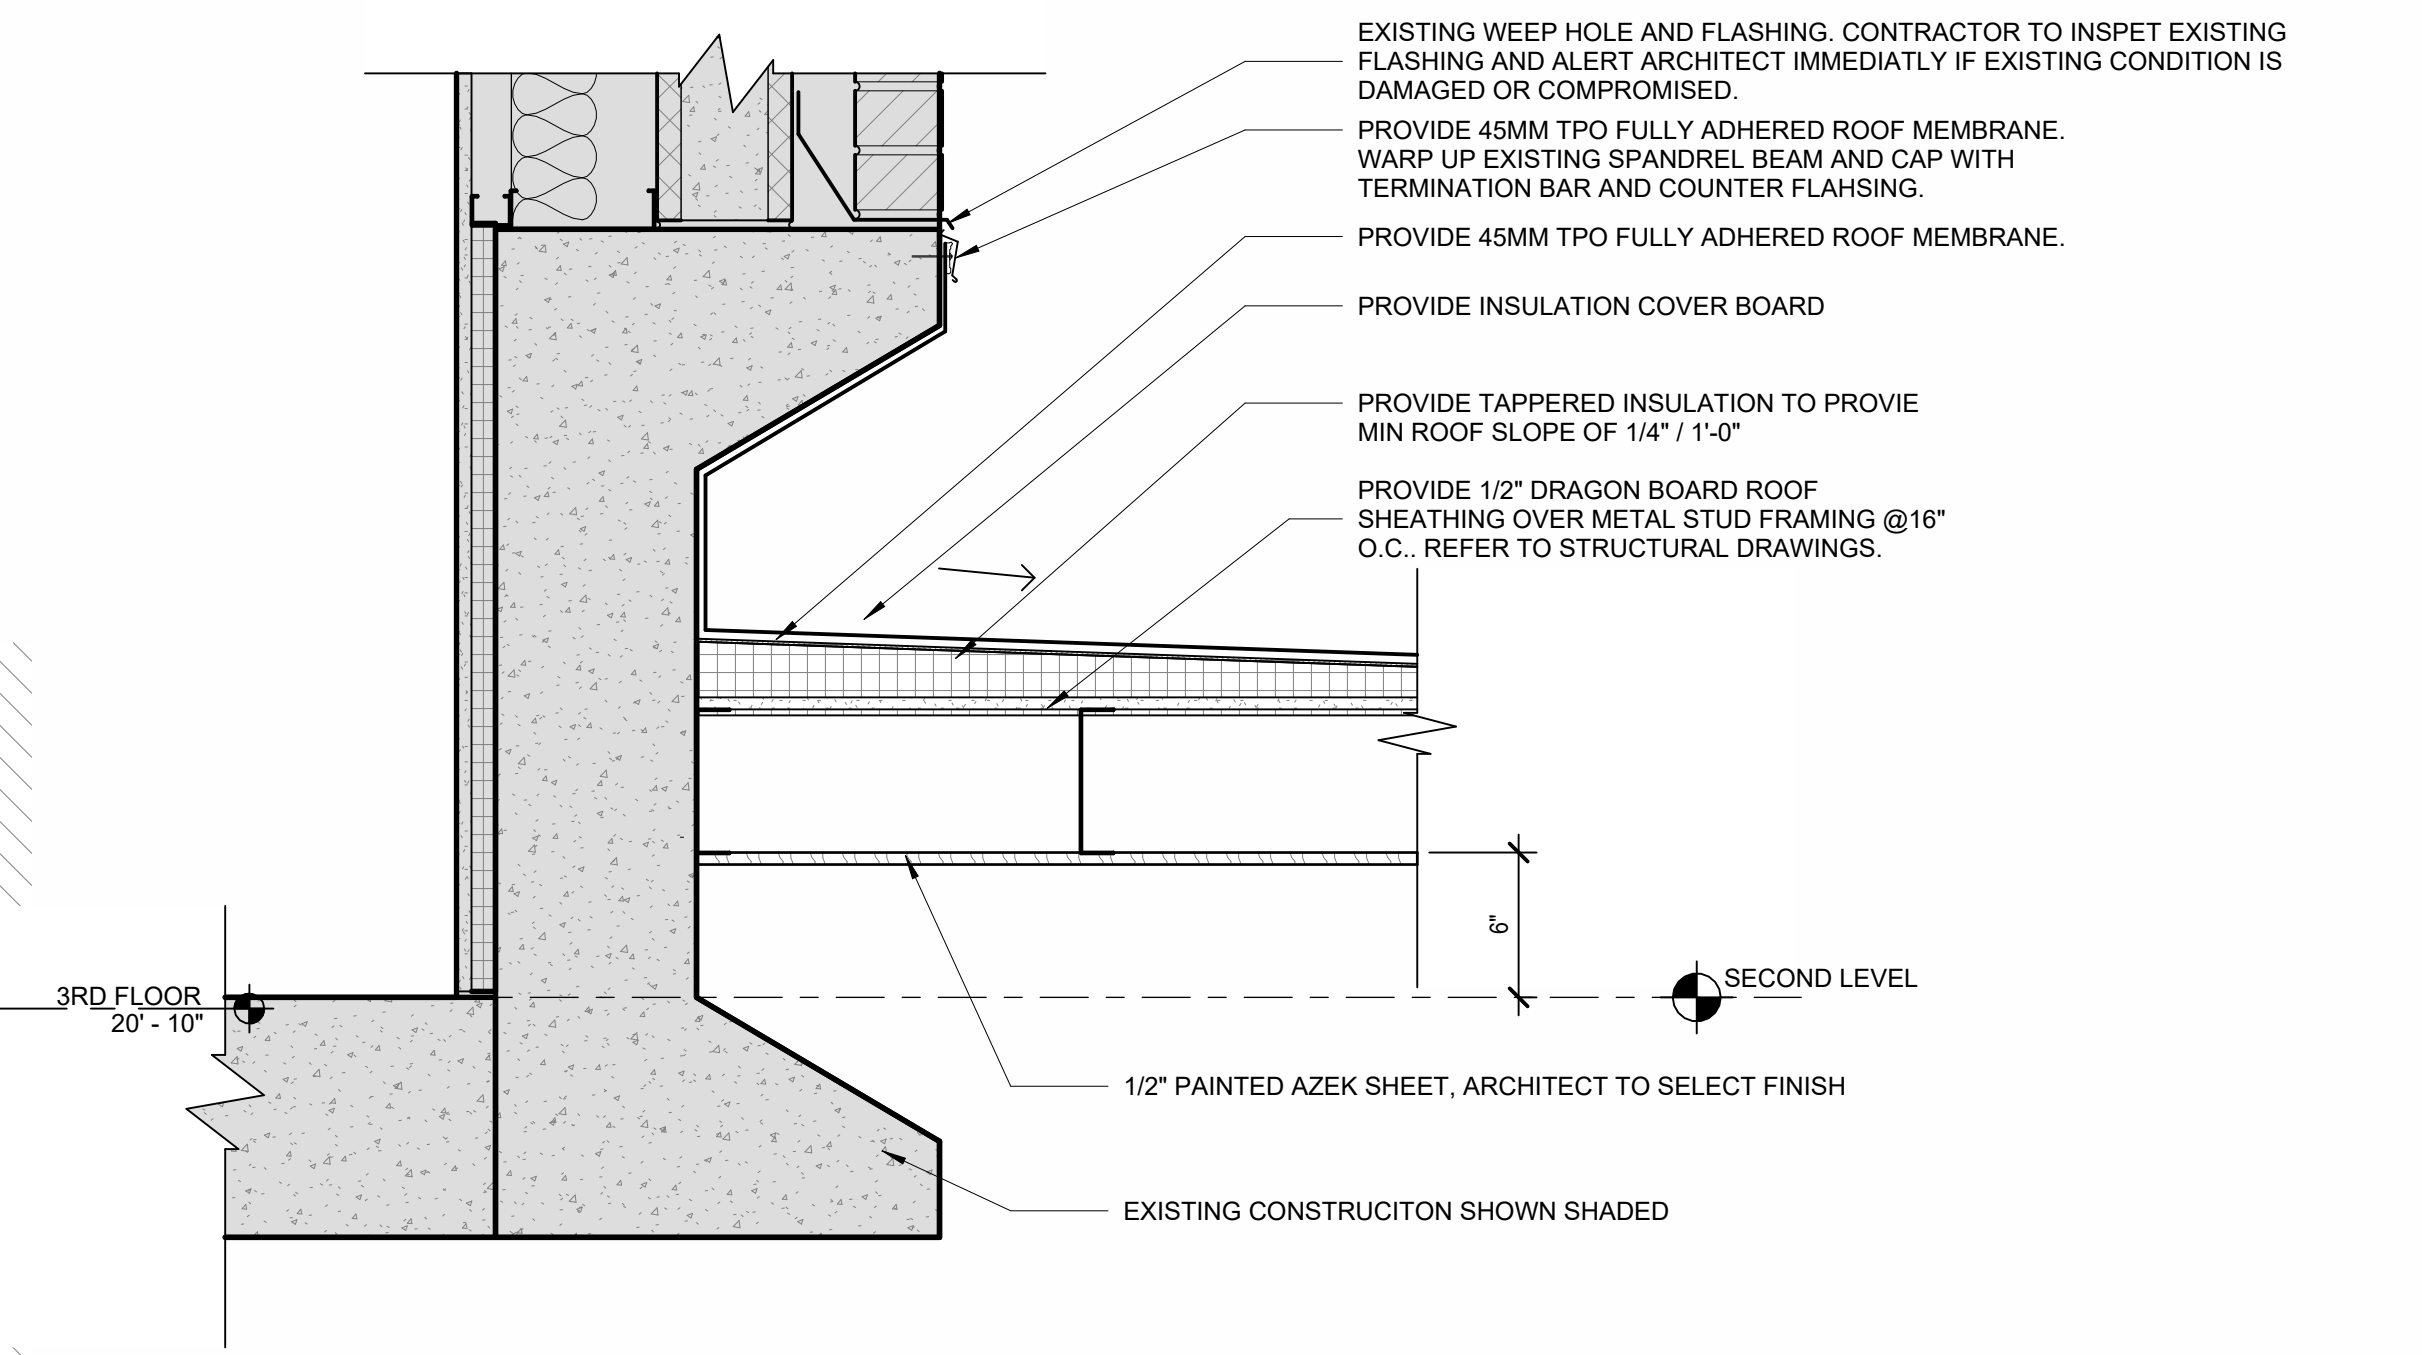 EXISTING WEEP HOLE AND FLASHING. CONTRACTOR TO INSPET EXISTING
FLASHING AND ALERT ARCHITECT IMMEDIATLY IF EXISTING CONDITION IS
DAMAGED OR COMPROMISED.
PROVIDE 45MM TPO FULLY ADHERED ROOF MEMBRANE.
WARP UP EXISTING SPANDREL BEAM AND CAP WITH
TERMINATION BAR AND COUNTER FLAHSING.
PROVIDE 45MM TPO FULLY ADHERED ROOF MEMBRANE.
PROVIDE INSULATION COVER BOARD
PROVIDE TAPPERED INSULATION TO PROVIE
MIN ROOF SLOPE OF 1/4" / 1'-0"
PROVIDE 1/2" DRAGON BOARD ROOF
SHEATHING OVER METAL STUD FRAMING @16"
O.C.. REFER TO STRUCTURAL DRAWINGS.
6"
SECOND LEVEL
3RD FLOOR
20' - 10"
1/2" PAINTED AZEK SHEET, ARCHITECT TO SELECT FINISH
EXISTING CONSTRUCITON SHOWN SHADED